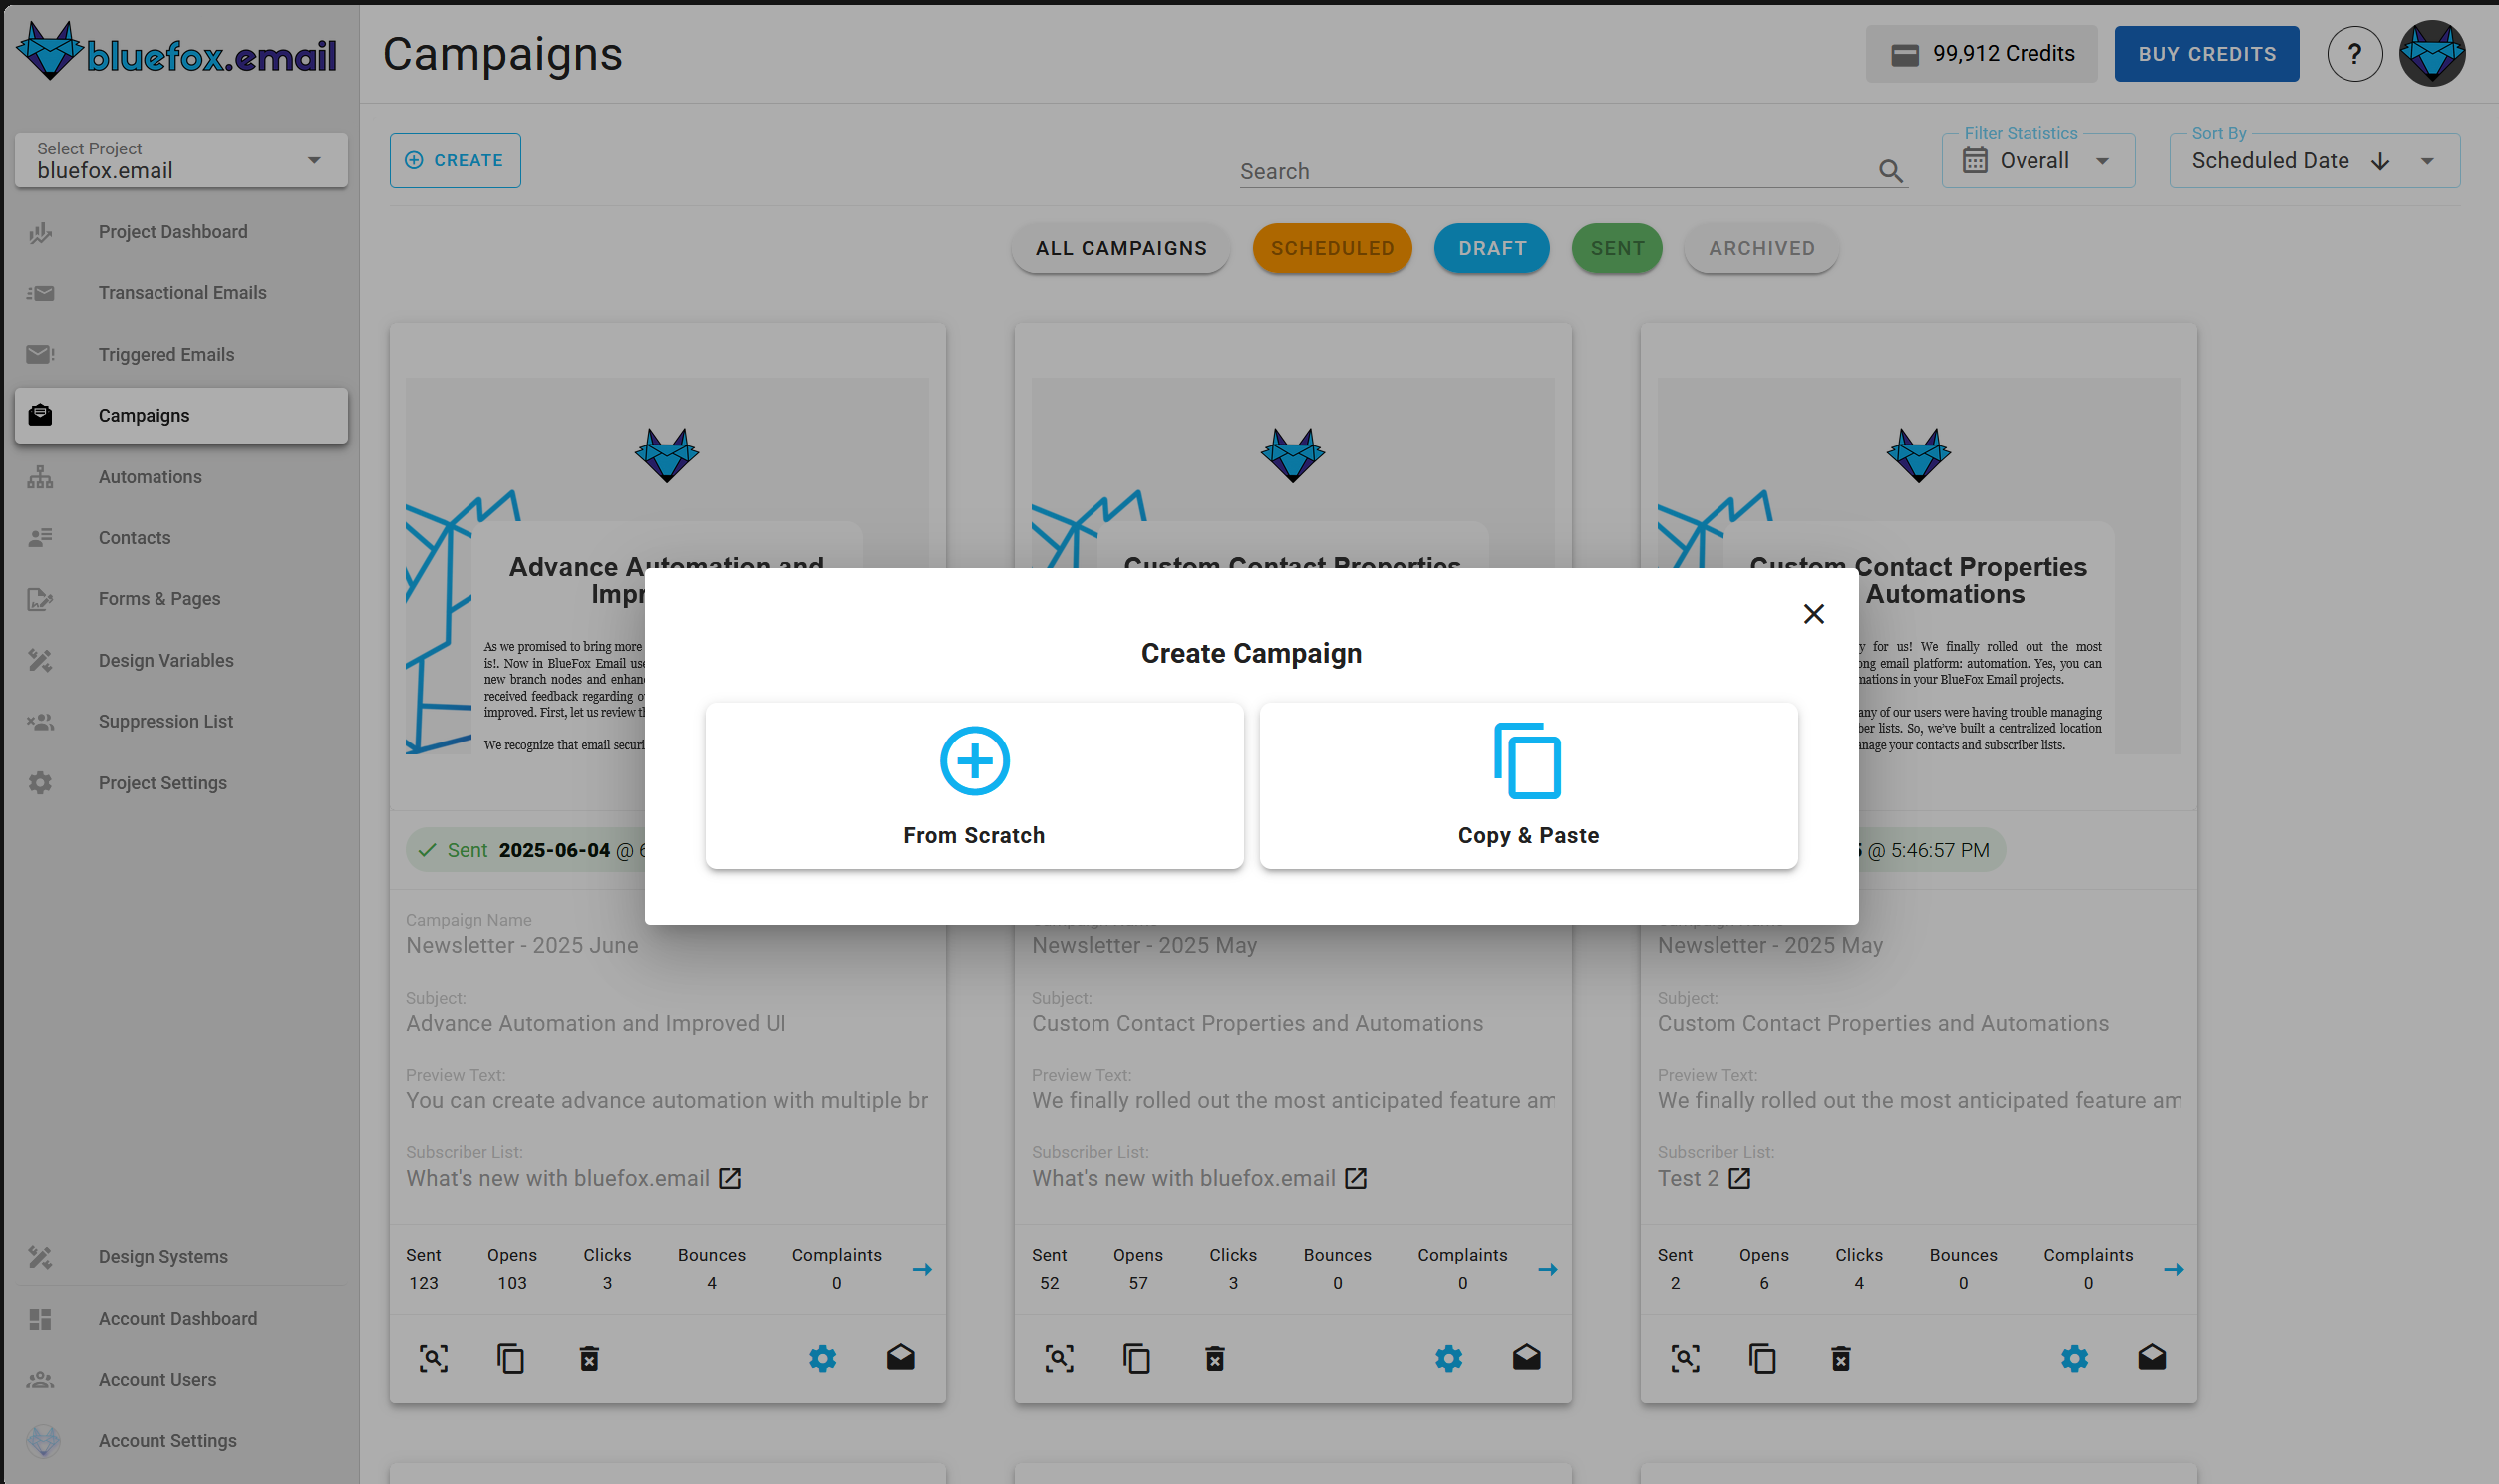 bluefox.email
Campaigns
99,912 Credits
BUY CREDITS
?
Select Project
bluefox.email
Project Dashboard
Transactional Emails
Triggered Emails
Campaigns
Automations
Contacts
Forms & Pages
Design Variables
Suppression List
Project Settings
Design Systems
Account Dashboard
Account Users
Account Settings
CREATE
Search
Filter Statistics
Overall
Sort By
Scheduled Date
ALL CAMPAIGNS
SCHEDULED
DRAFT
SENT
ARCHIVED
Advance Automation and
As we promised to bring more
is!. Now in BlueFox Email
new branch nodes and
received feedback regarding
improved. First, let us review
We recognize that email
Sent 2025-06-04 @
Campaign Name
Newsletter - 2025 June
Subject:
Advance Automation and Improved UI
Preview Text:
You can create advance automation with multiple br
Subscriber List:
What's new with bluefox.email
Sent Opens Clicks Bounces Complaints
123 103 3 4 0
Custom Contact Properties
Newsletter - 2025 May
Subject:
Custom Contact Properties and Automations
Preview Text:
We finally rolled out the most anticipated feature am
Subscriber List:
What's new with bluefox.email
Sent Opens Clicks Bounces Complaints
52 57 3 0 0
Custom Contact Properties
Automations
for us! We finally rolled out the most
email platform: automation. Yes, you can
in your BlueFox Email projects.
of our users were having trouble managing
lists. So, we've built a centralized location
your contacts and subscriber lists.
@ 5:46:57 PM
Newsletter - 2025 May
Subject:
Custom Contact Properties and Automations
Preview Text:
We finally rolled out the most anticipated feature am
Subscriber List:
Test 2
Sent Opens Clicks Bounces Complaints
2 6 4 0 0
Create Campaign
From Scratch
Copy & Paste